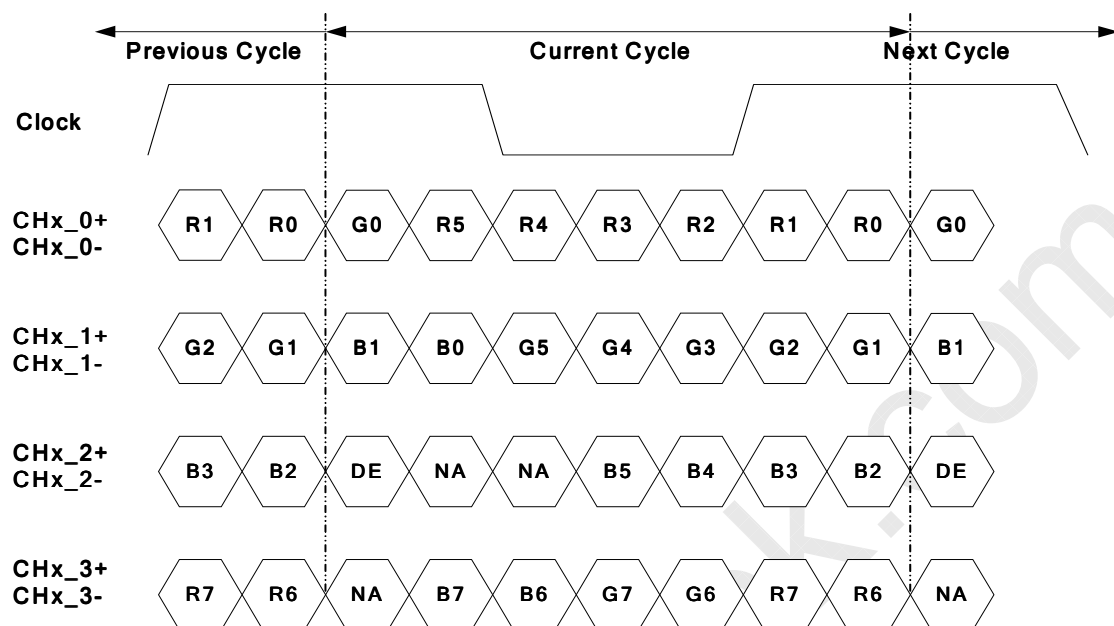 Previous Cycle Current Cycle Next Cycle
Clock
CHx_0+
CHx_0-
R1 R0 G0 R5 R4 R3 R2 R1 R0 G0
CHx_1+
CHx_1-
G2 G1 B1 B0 G5 G4 G3 G2 G1 B1
CHx_2+
CHx_2-
B3 B2 DE NA NA B5 B4 B3 B2 DE
CHx_3+
CHx_3-
R7 R6 NA B7 B6 G7 G6 R7 R6 NA
k.com